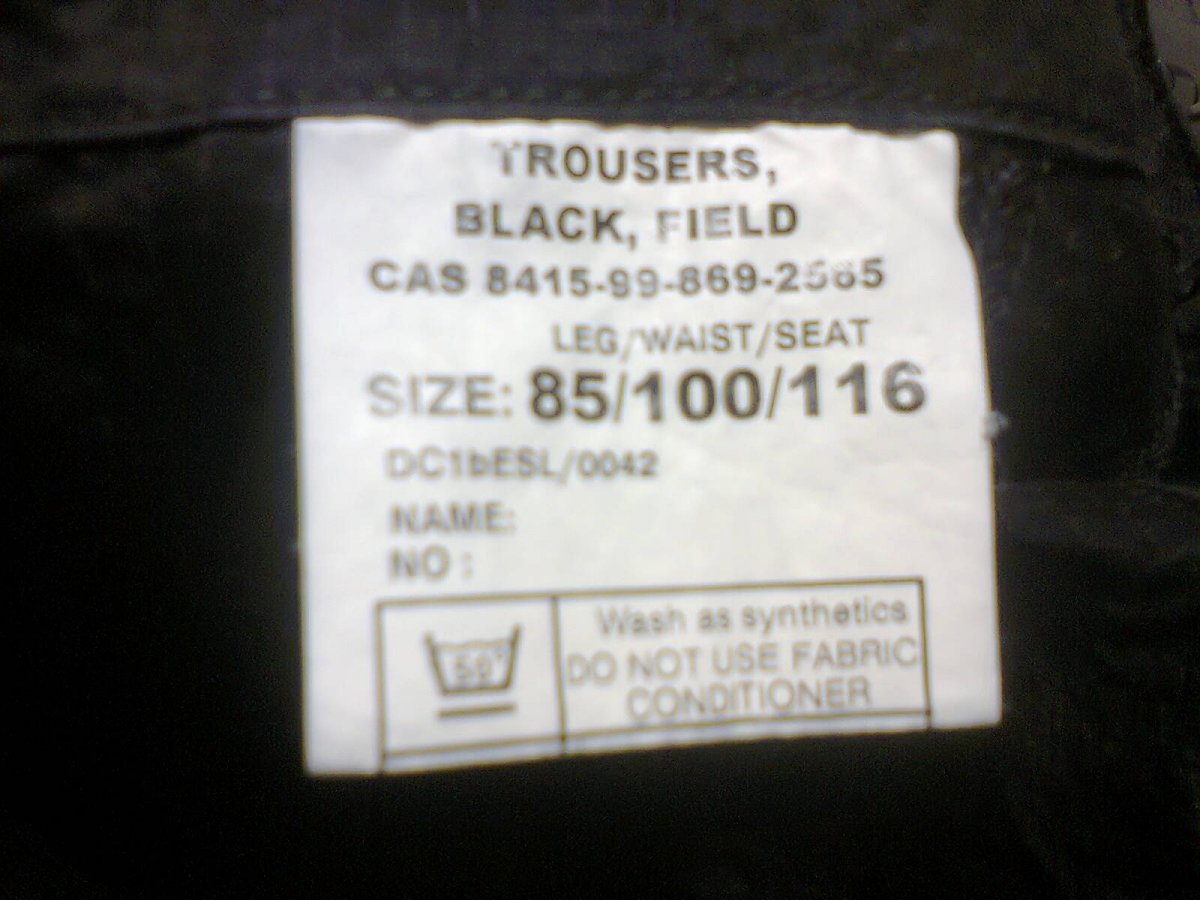 TROUSERS,
BLACK, FIELD
CAS 8415-99-869-2565
LEG/WAIST/SEAT
SIZE: 85/100/116
DC1bESL/0042
NAME:
NO :
50°
Wash as synthetics
DO NOT USE FABRIC
CONDITIONER